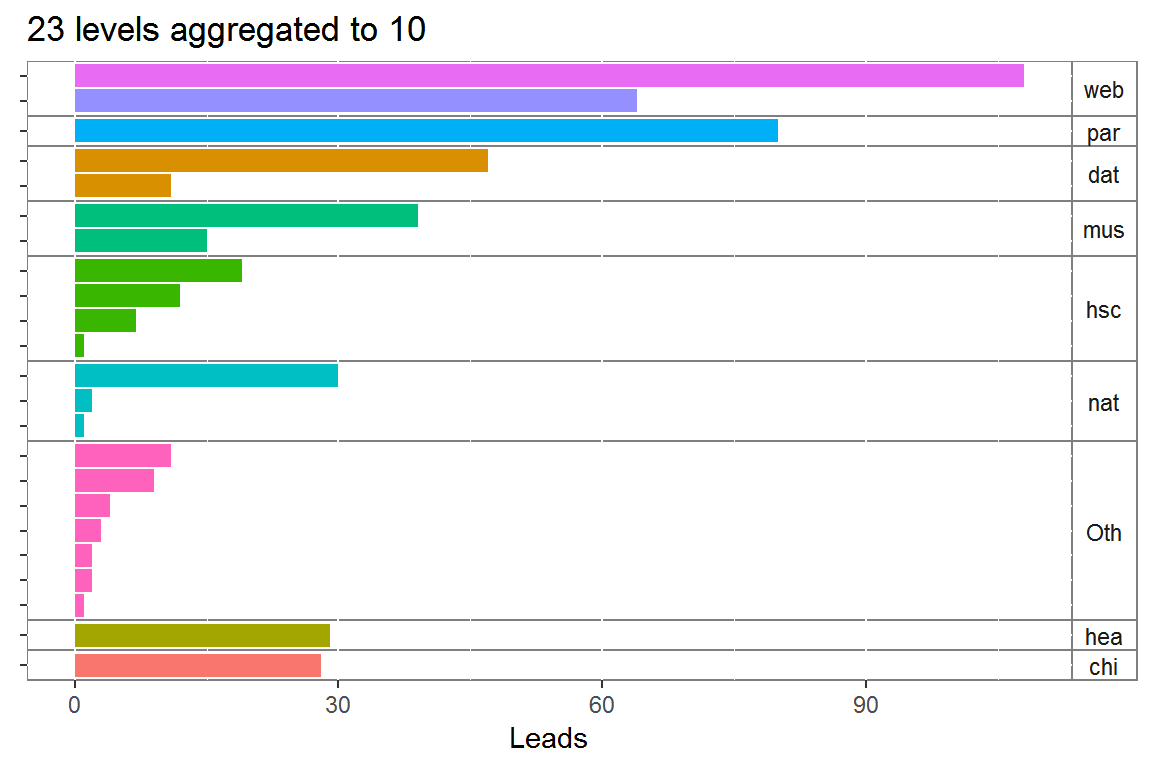 23 levels aggregated to 10
web
par
dat
mus
hsc
nat
Oth
hea
chi
0 30 60 90
Leads